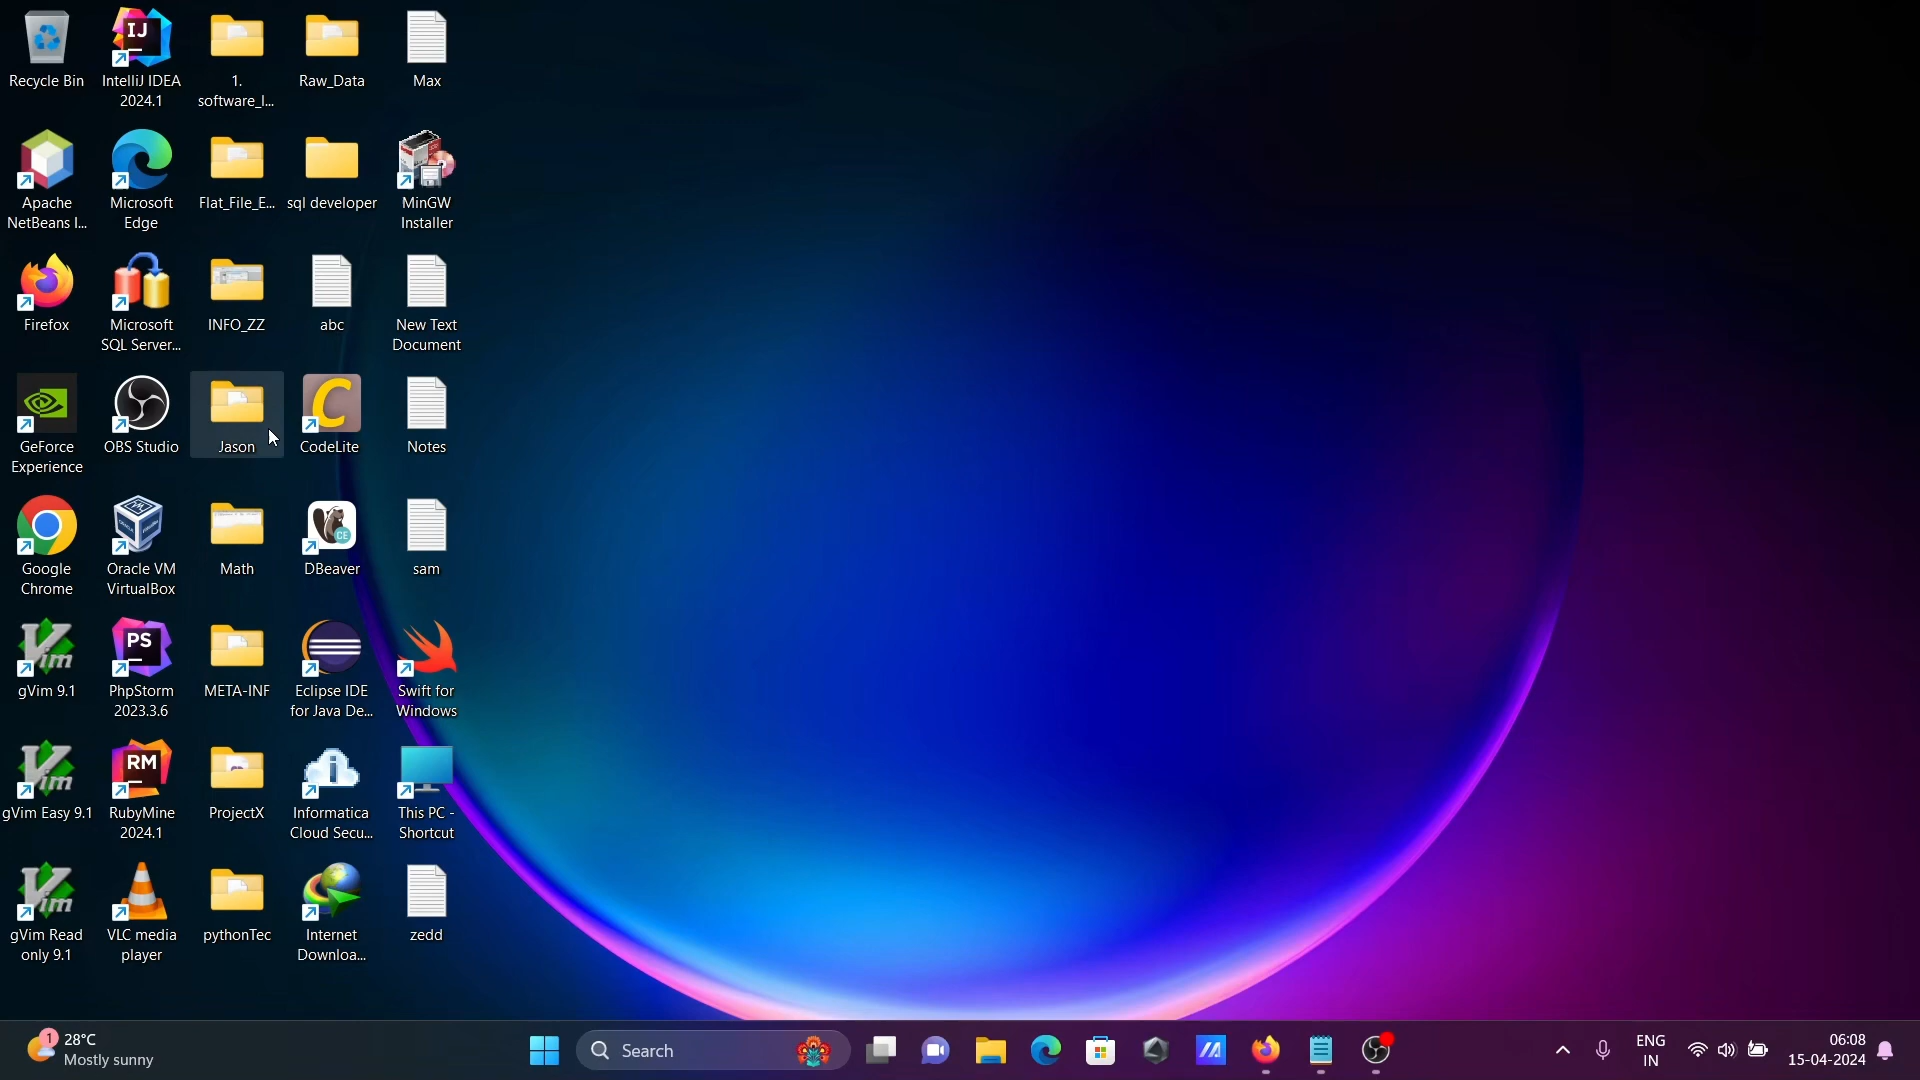 Recycle Bin
IntelliJ IDEA
2024.1
1.
software_l...
Raw_Data
Max
Apache
NetBeans I...
Microsoft
Edge
Flat_File_E...
sql developer
MinGW
Installer
Firefox
Microsoft
SQL Server...
INFO_ZZ
abc
New Text
Document
GeForce
Experience
OBS Studio
Jason
CodeLite
Notes
Google
Chrome
Oracle VM
VirtualBox
Math
DBeaver
sam
gVim 9.1
PhpStorm
2023.3.6
META-INF
Eclipse IDE
for Java De...
Swift for
Windows
gVim Easy 9.1
RubyMine
2024.1
ProjectX
Informatica
Cloud Secu...
This PC -
Shortcut
gVim Read
only 9.1
VLC media
player
pythonTec
Internet
Downloa...
zedd
1
28°C
Mostly sunny
Search
ENG
IN
06:08
15-04-2024